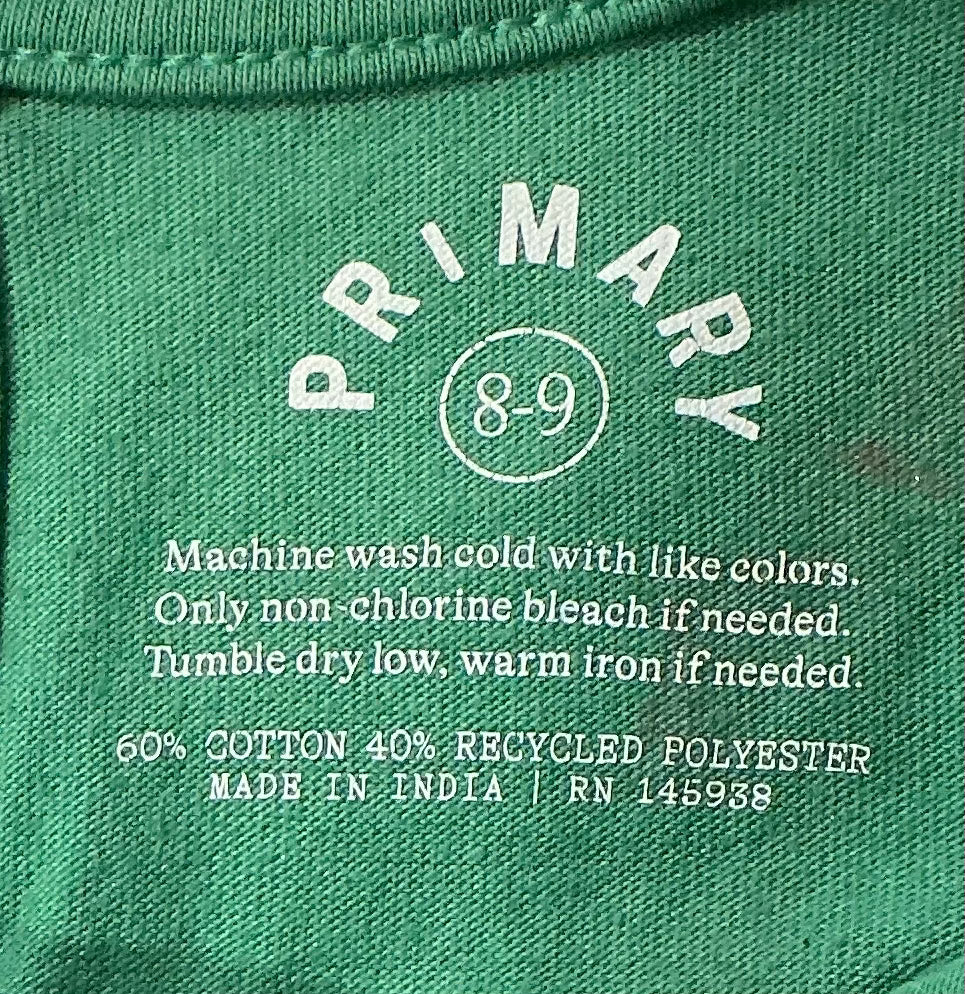 PRIMARY
8-9
Machine wash cold with like colors.
Only non-chlorine bleach if needed.
Tumble dry low, warm iron if needed.
60% COTTON 40% RECYCLED POLYESTER
MADE IN INDIA | RN 145938